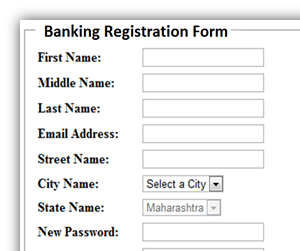 Banking Registration Form
First Name:
Middle Name:
Last Name:
Email Address:
Street Name:
City Name: Select a City
State Name: Maharashtra
New Password: